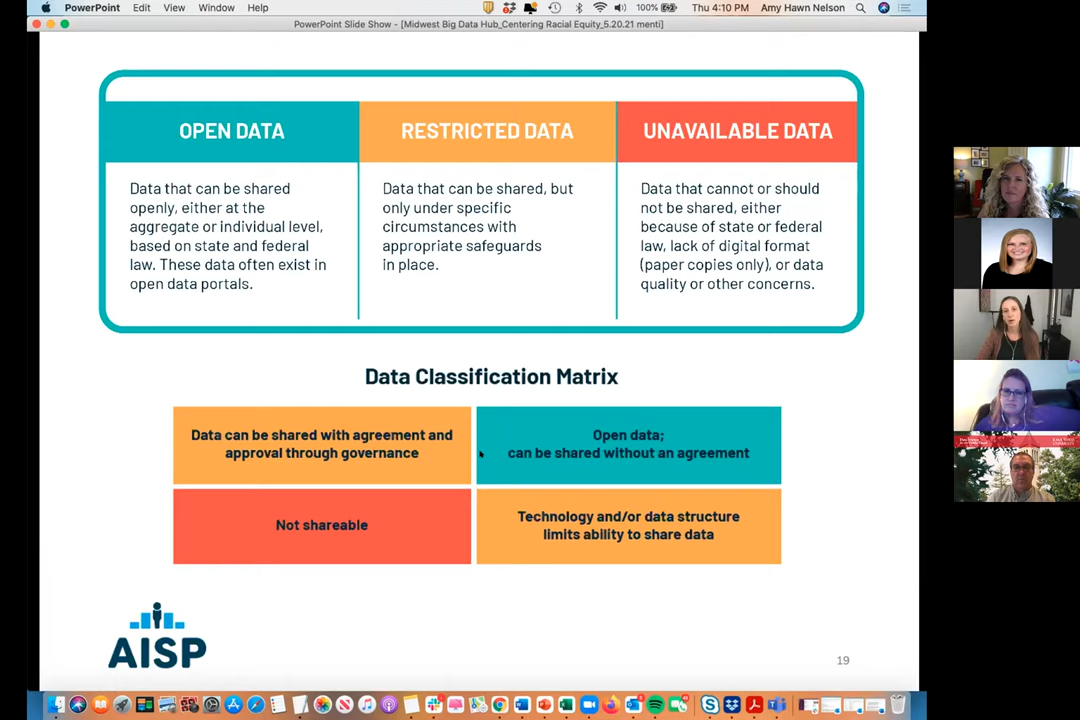 PowerPoint Edit View Window Help
100% Thu 4:10 PM Amy Hawn Nelson
PowerPoint Slide Show - [Midwest Big Data Hub_Centering Racial Equity_5.20.21 menti]
OPEN DATA
Data that can be shared
openly, either at the
aggregate or individual level,
based on state and federal
law. These data often exist in
open data portals.
RESTRICTED DATA
Data that can be shared, but
only under specific
circumstances with
appropriate safeguards
in place.
UNAVAILABLE DATA
Data that cannot or should
not be shared, either
because of state or federal
law, lack of digital format
(paper copies only), or data
quality or other concerns.
Data Classification Matrix
Data can be shared with agreement and
approval through governance
Open data;
can be shared without an agreement
Not shareable
Technology and/or data structure
limits ability to share data
AISP
19